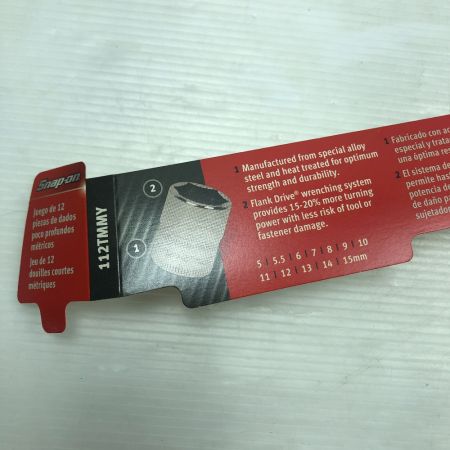 Snap-on
Juego de 12
piezas de dados
poco profundos
métricos
Jeu de 12
douilles courtes
métriques
112TMMY
2
1
1 Manufactured from special alloy
steel and heat treated for optimum
strength and durability.
2 Flank Drive® wrenching system
provides 15-20% more turning
power with less risk of tool or
fastener damage.
5 | 5.5 | 6 | 7 | 8 | 9 | 10
11 | 12 | 13 | 14 | 15mm
1 Fabricado con ac
especial y trata
una óptima res
2 El sistema de
permite has
potencia de
de daño pa
sujetador